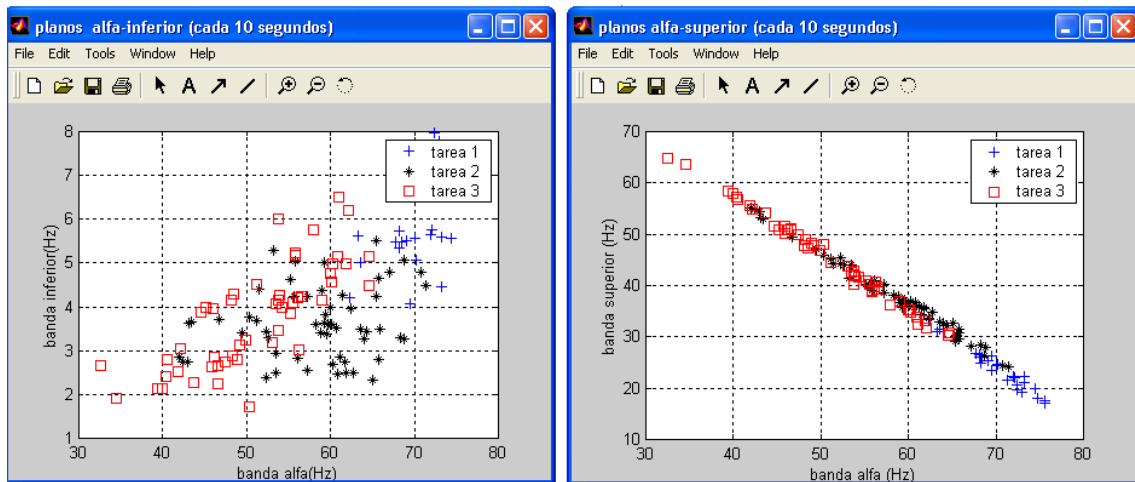 planos alfa-inferior (cada 10 segundos)
File Edit Tools Window Help
A
8
7
6
5
4
3
2
1
banda inferior(Hz)
tarea 1
tarea 2
tarea 3
30 40 50 60 70 80
banda alfa(Hz)
planos alfa-superior (cada 10 segundos)
File Edit Tools Window Help
A
70
60
50
40
30
20
10
banda superior (Hz)
tarea 1
tarea 2
tarea 3
30 40 50 60 70 80
banda alfa (Hz)